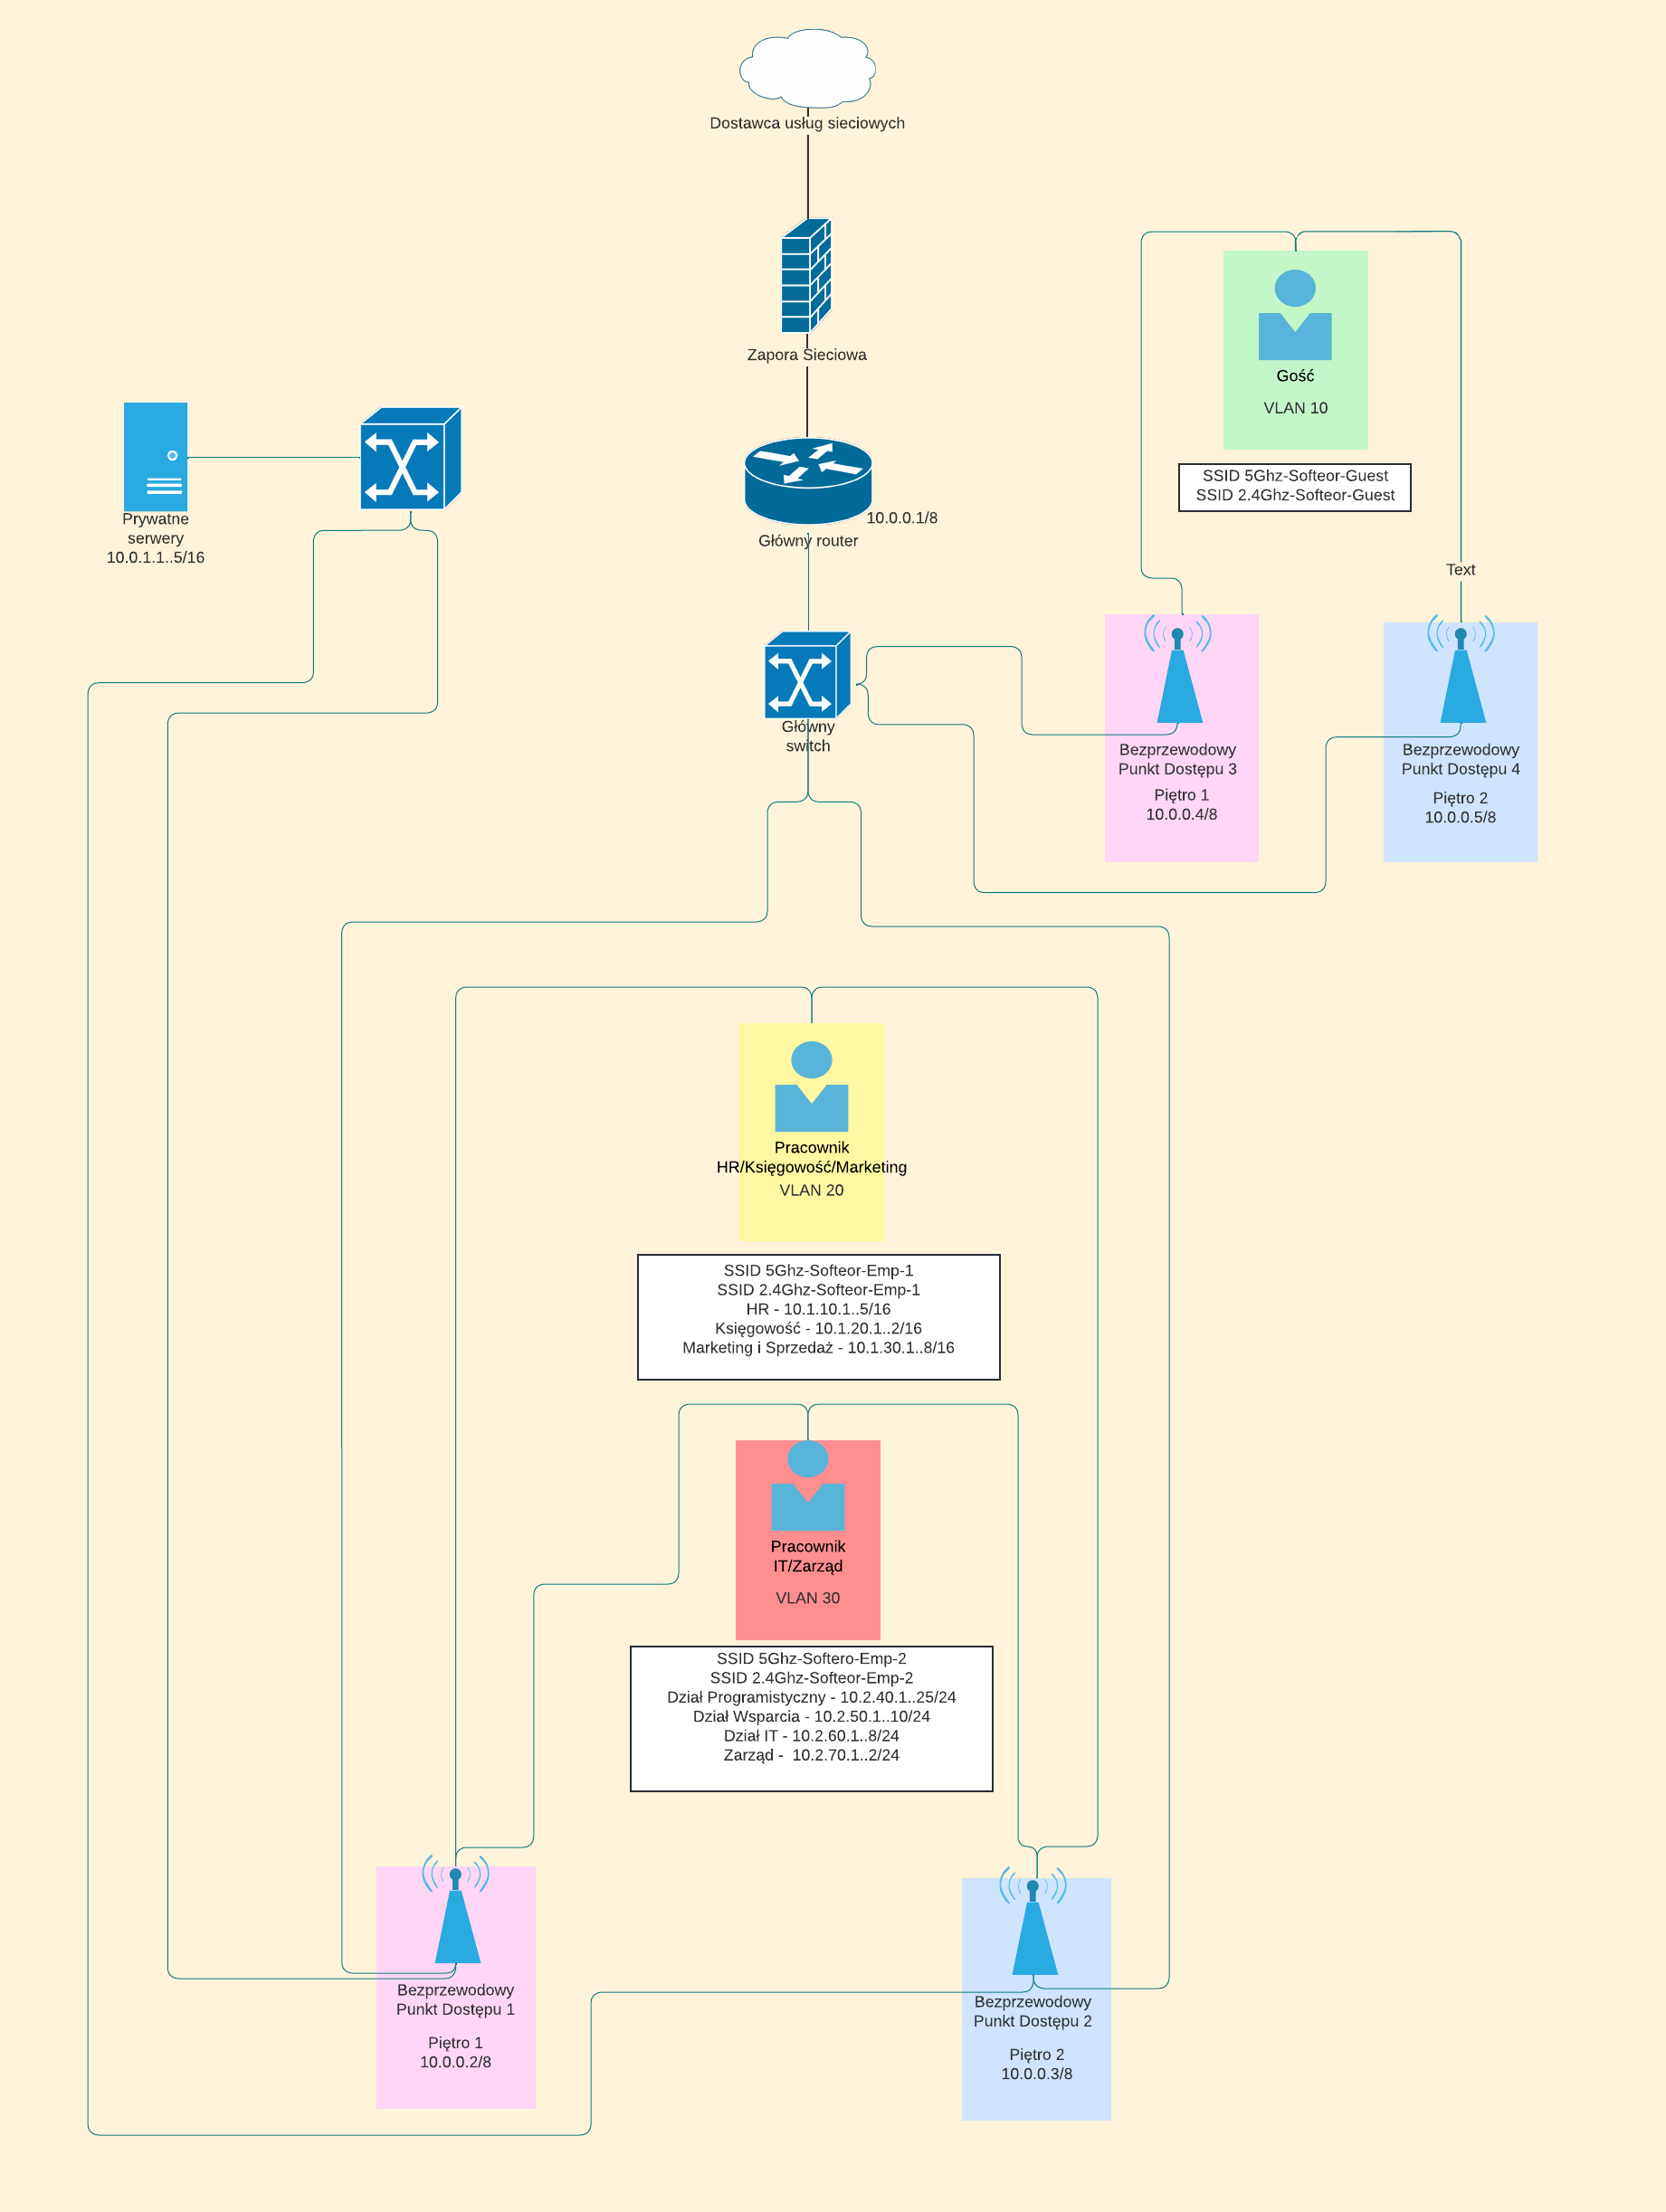 Dostawca usług sieciowych
Zapora Sieciowa
Gość
VLAN 10
SSID 5Ghz-Softeor-Guest
SSID 2.4Ghz-Softeor-Guest
Prywatne
serwery
10.0.1.1..5/16
10.0.0.1/8
Główny router
Text
Główny
switch
Bezprzewodowy
Punkt Dostępu 3
Piętro 1
10.0.0.4/8
Bezprzewodowy
Punkt Dostępu 4
Piętro 2
10.0.0.5/8
Pracownik
HR/Księgowość/Marketing
VLAN 20
SSID 5Ghz-Softeor-Emp-1
SSID 2.4Ghz-Softeor-Emp-1
HR - 10.1.10.1..5/16
Księgowość - 10.1.20.1..2/16
Marketing i Sprzedaż - 10.1.30.1..8/16
Pracownik
IT/Zarząd
VLAN 30
SSID 5Ghz-Softero-Emp-2
SSID 2.4Ghz-Softeor-Emp-2
Dział Programistyczny - 10.2.40.1..25/24
Dział Wsparcia - 10.2.50.1..10/24
Dział IT - 10.2.60.1..8/24
Zarząd -  10.2.70.1..2/24
Bezprzewodowy
Punkt Dostępu 1
Piętro 1
10.0.0.2/8
Bezprzewodowy
Punkt Dostępu 2
Piętro 2
10.0.0.3/8